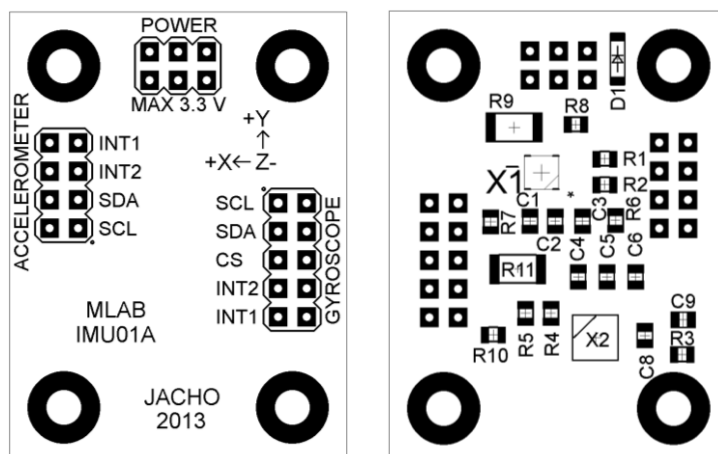 POWER
MAX 3.3 V
+Y
+X←Z-
ACCELEROMETER
INT1
INT2
SDA
SCL
GYROSCOPE
SCL
SDA
CS
INT2
INT1
MLAB
IMU01A
JACHO
2013
D1
R9
R8
R1
R2
X1
*
C1
C3
R6
R7
C2
C4
C5
C6
R11
R5
R4
R10
X2
C8
C9
R3